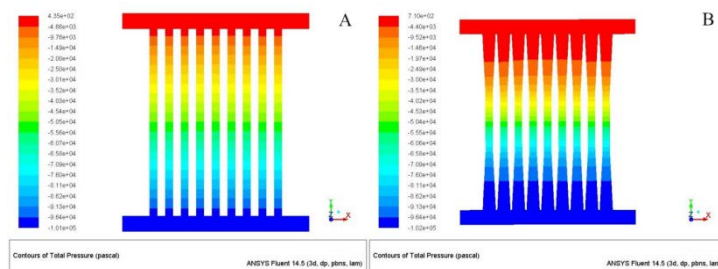 A
4.35e+02
-4.66e+03
-9.76e+03
-1.49e+04
-1.99e+04
-2.50e+04
-3.01e+04
-3.52e+04
-4.03e+04
-4.54e+04
-5.05e+04
-5.56e+04
-6.07e+04
-6.58e+04
-7.09e+04
-7.60e+04
-8.11e+04
-8.62e+04
-9.13e+04
-9.64e+04
-1.01e+05
Y
X
Contours of Total Pressure (pascal)
ANSYS Fluent 14.5 (3d, dp, pbns, lam)
B
7.10e+02
-4.40e+03
-9.52e+03
-1.46e+04
-1.97e+04
-2.49e+04
-3.00e+04
-3.51e+04
-4.02e+04
-4.53e+04
-5.04e+04
-5.55e+04
-6.07e+04
-6.58e+04
-7.09e+04
-7.60e+04
-8.11e+04
-8.62e+04
-9.13e+04
-9.64e+04
-1.02e+05
Y
X
Contours of Total Pressure (pascal)
ANSYS Fluent 14.5 (3d, dp, pbns, lam)